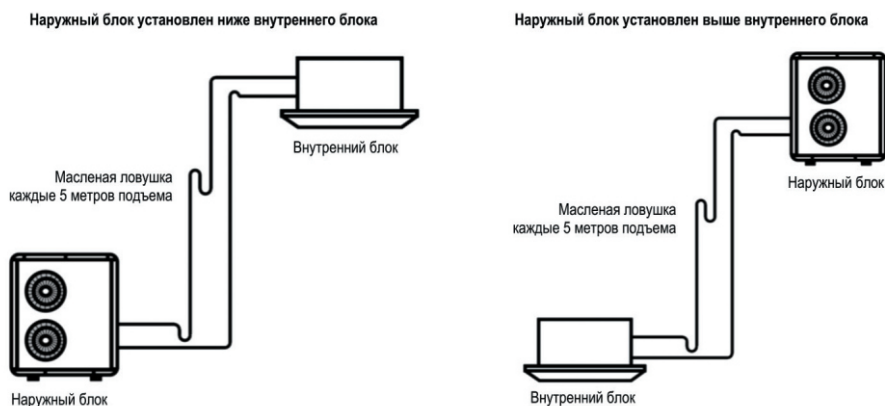 Наружный блок установлен ниже внутреннего блока
Внутренний блок
Масленая ловушка
каждые 5 метров подъема
Наружный блок
Наружный блок установлен выше внутреннего блока
Наружный блок
Масленая ловушка
каждые 5 метров подъема
Внутренний блок